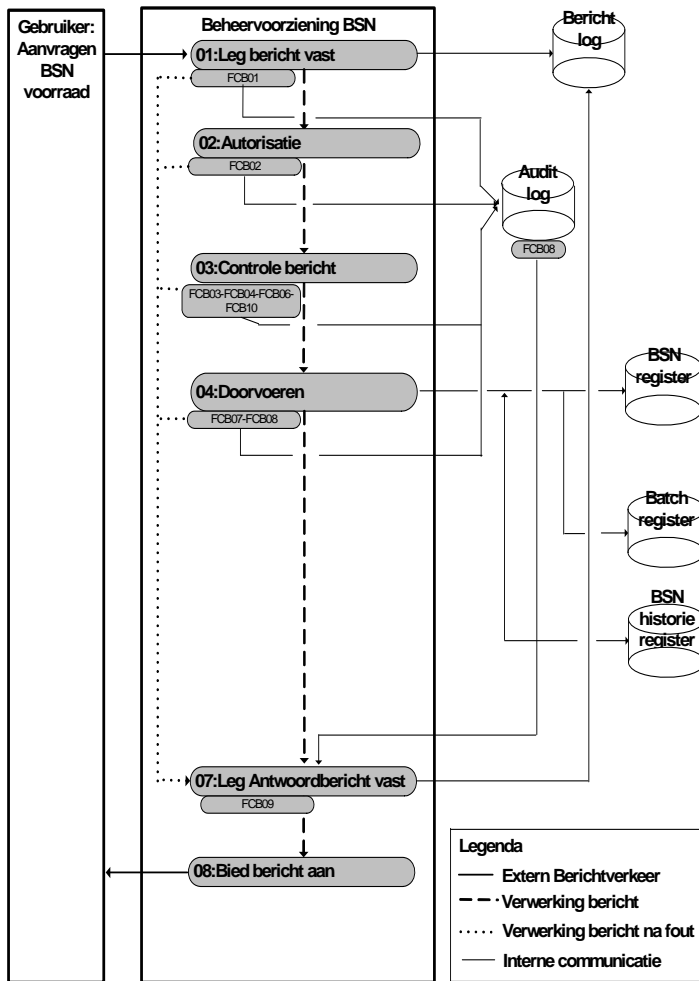 Gebruiker:
Aanvragen
BSN
voorraad
Beheervoorziening BSN
01:Leg bericht vast
FCB01
02:Autorisatie
FCB02
03:Controle bericht
FCB03-FCB04-FCB06-
FCB10
04:Doorvoeren
FCB07-FCB08
07:Leg Antwoordbericht vast
FCB09
08:Bied bericht aan
Bericht
log
Audit
log
FCB08
BSN
register
Batch
register
BSN
historie
register
Legenda
Extern Berichtverkeer
Verwerking bericht
Verwerking bericht na fout
Interne communicatie